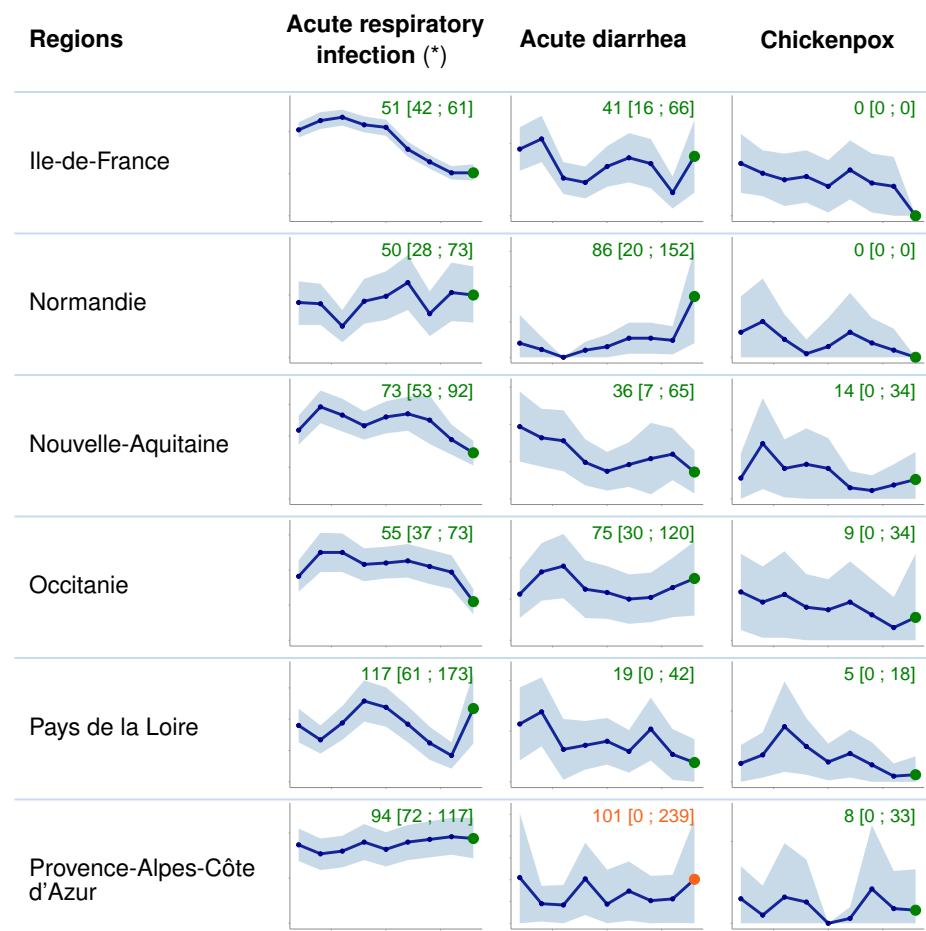 Regions
Acute respiratory
infection (*)
Acute diarrhea
Chickenpox
Ile-de-France
51 [42 ; 61]
41 [16 ; 66]
0 [0 ; 0]
Normandie
50 [28 ; 73]
86 [20 ; 152]
0 [0 ; 0]
Nouvelle-Aquitaine
73 [53 ; 92]
36 [7 ; 65]
14 [0 ; 34]
Occitanie
55 [37 ; 73]
75 [30 ; 120]
9 [0 ; 34]
Pays de la Loire
117 [61 ; 173]
19 [0 ; 42]
5 [0 ; 18]
Provence-Alpes-Côte
d'Azur
94 [72 ; 117]
101 [0 ; 239]
8 [0 ; 33]